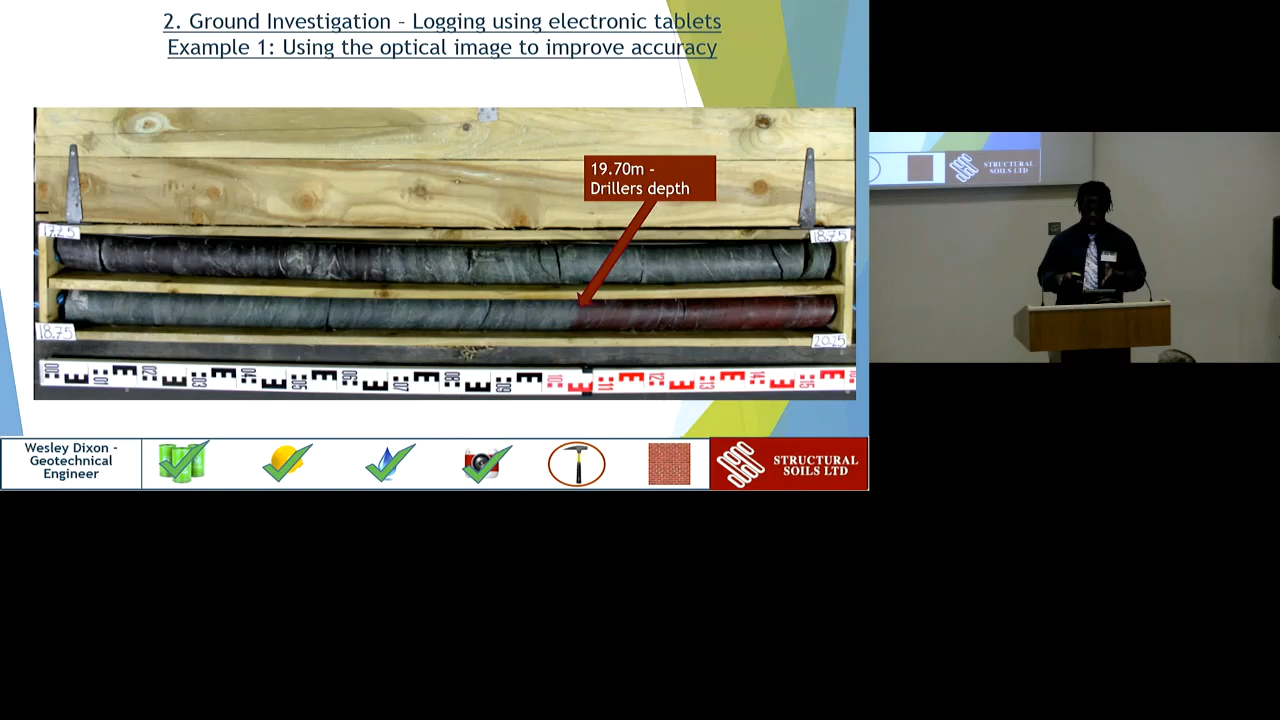 2. Ground Investigation – Logging using electronic tablets
Example 1: Using the optical image to improve accuracy
19.70m -
Drillers depth
17.25
18.75
18.75
20.25
Wesley Dixon -
Geotechnical
Engineer
STRUCTURAL
SOILS LTD
STRUCTURAL
SOILS LTD